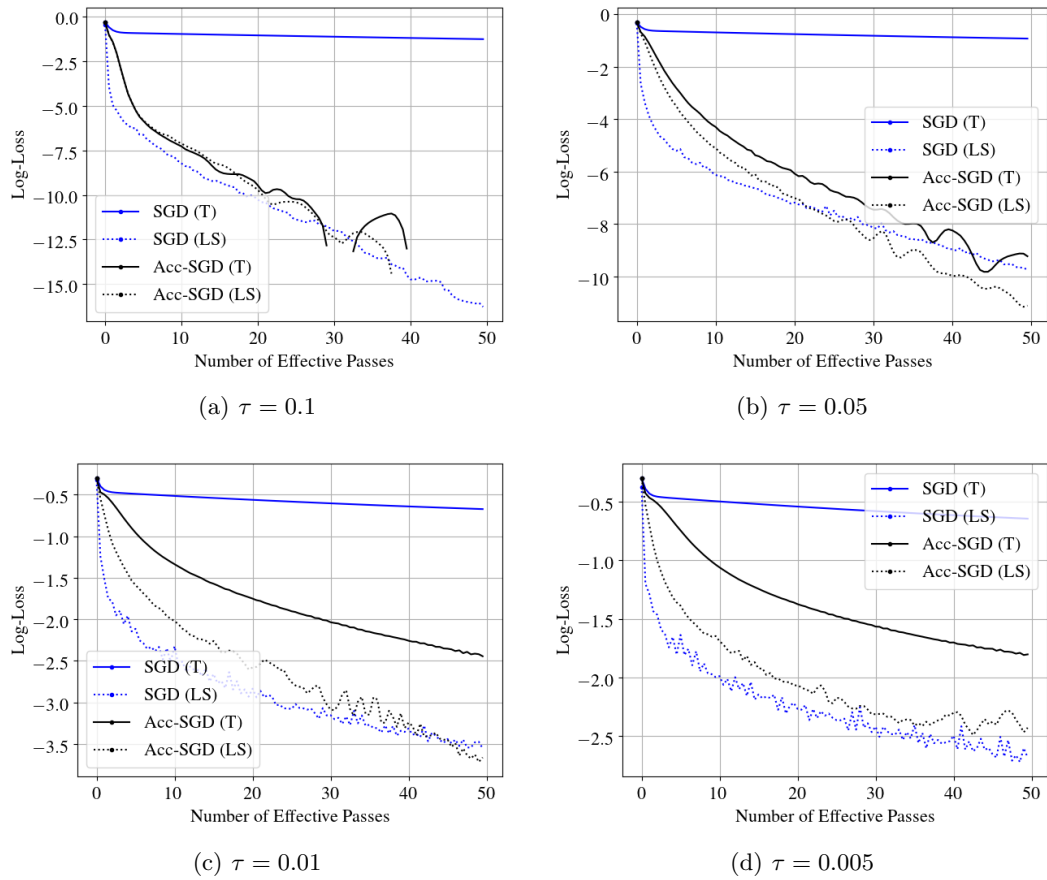 0.0
−2.5
−5.0
−7.5
−10.0
−12.5
−15.0
Log-Loss
SGD (T)
SGD (LS)
Acc-SGD (T)
Acc-SGD (LS)
0 10 20 30 40 50
Number of Effective Passes
(a) τ = 0.1
0
−2
−4
−6
−8
−10
Log-Loss
SGD (T)
SGD (LS)
Acc-SGD (T)
Acc-SGD (LS)
0 10 20 30 40 50
Number of Effective Passes
(b) τ = 0.05
−0.5
−1.0
−1.5
−2.0
−2.5
−3.0
−3.5
Log-Loss
SGD (T)
SGD (LS)
Acc-SGD (T)
Acc-SGD (LS)
0 10 20 30 40 50
Number of Effective Passes
(c) τ = 0.01
−0.5
−1.0
−1.5
−2.0
−2.5
Log-Loss
SGD (T)
SGD (LS)
Acc-SGD (T)
Acc-SGD (LS)
0 10 20 30 40 50
Number of Effective Passes
(d) τ = 0.005